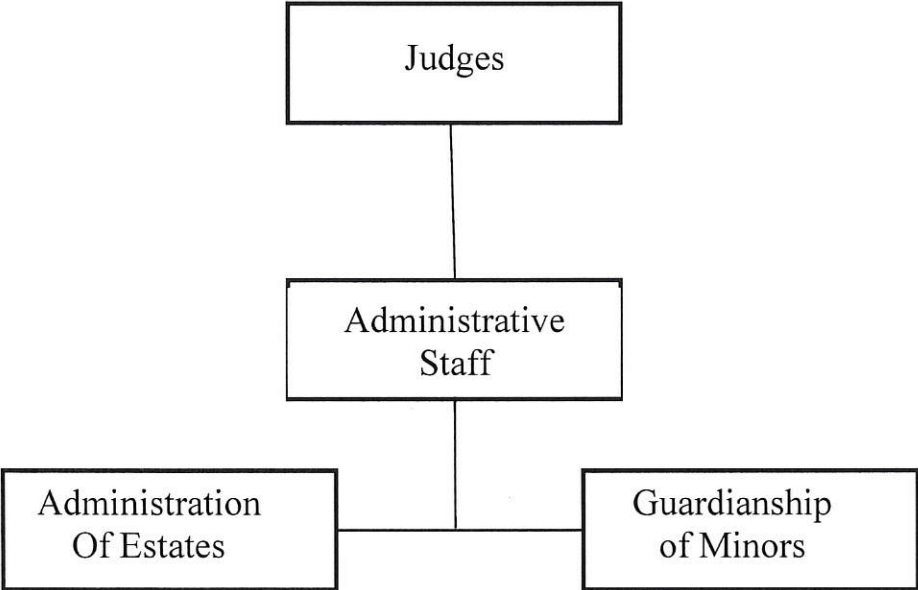 Judges
Administrative
Staff
Administration
Of Estates
Guardianship
of Minors